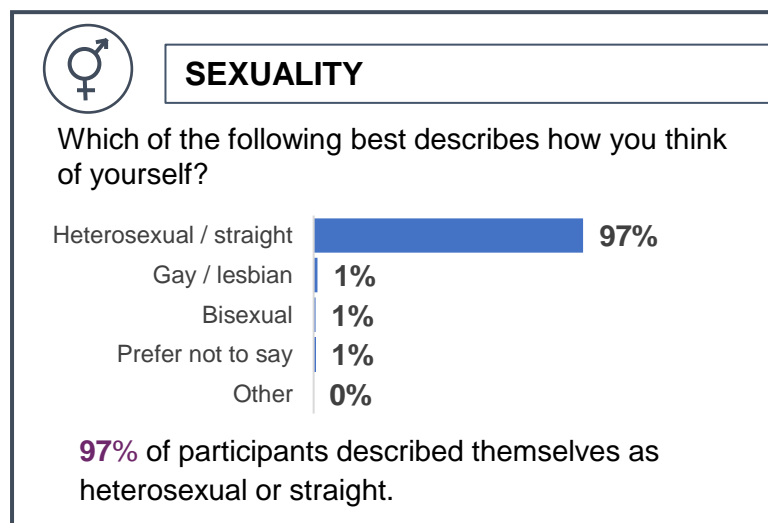 SEXUALITY
Which of the following best describes how you think
of yourself?
Heterosexual / straight 97%
Gay / lesbian 1%
Bisexual 1%
Prefer not to say 1%
Other 0%
97% of participants described themselves as
heterosexual or straight.